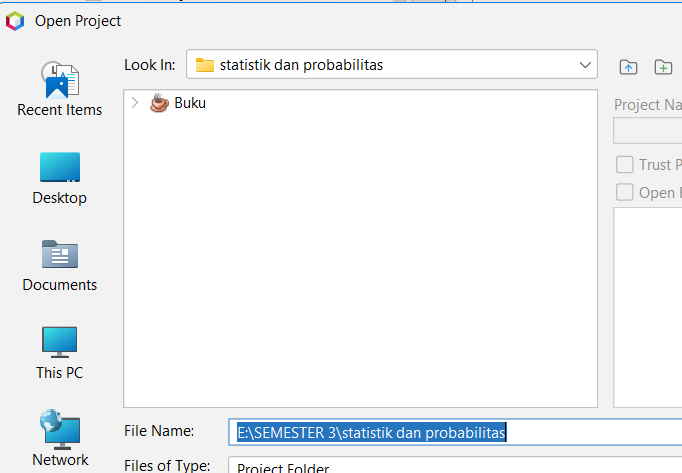 Open Project
Look In: statistik dan probabilitas
Recent Items
Desktop
Documents
This PC
Network
Buku
Project Na
Trust P
Open
File Name: E:\SEMESTER 3\statistik dan probabilitas
Files of Type: Project Folder